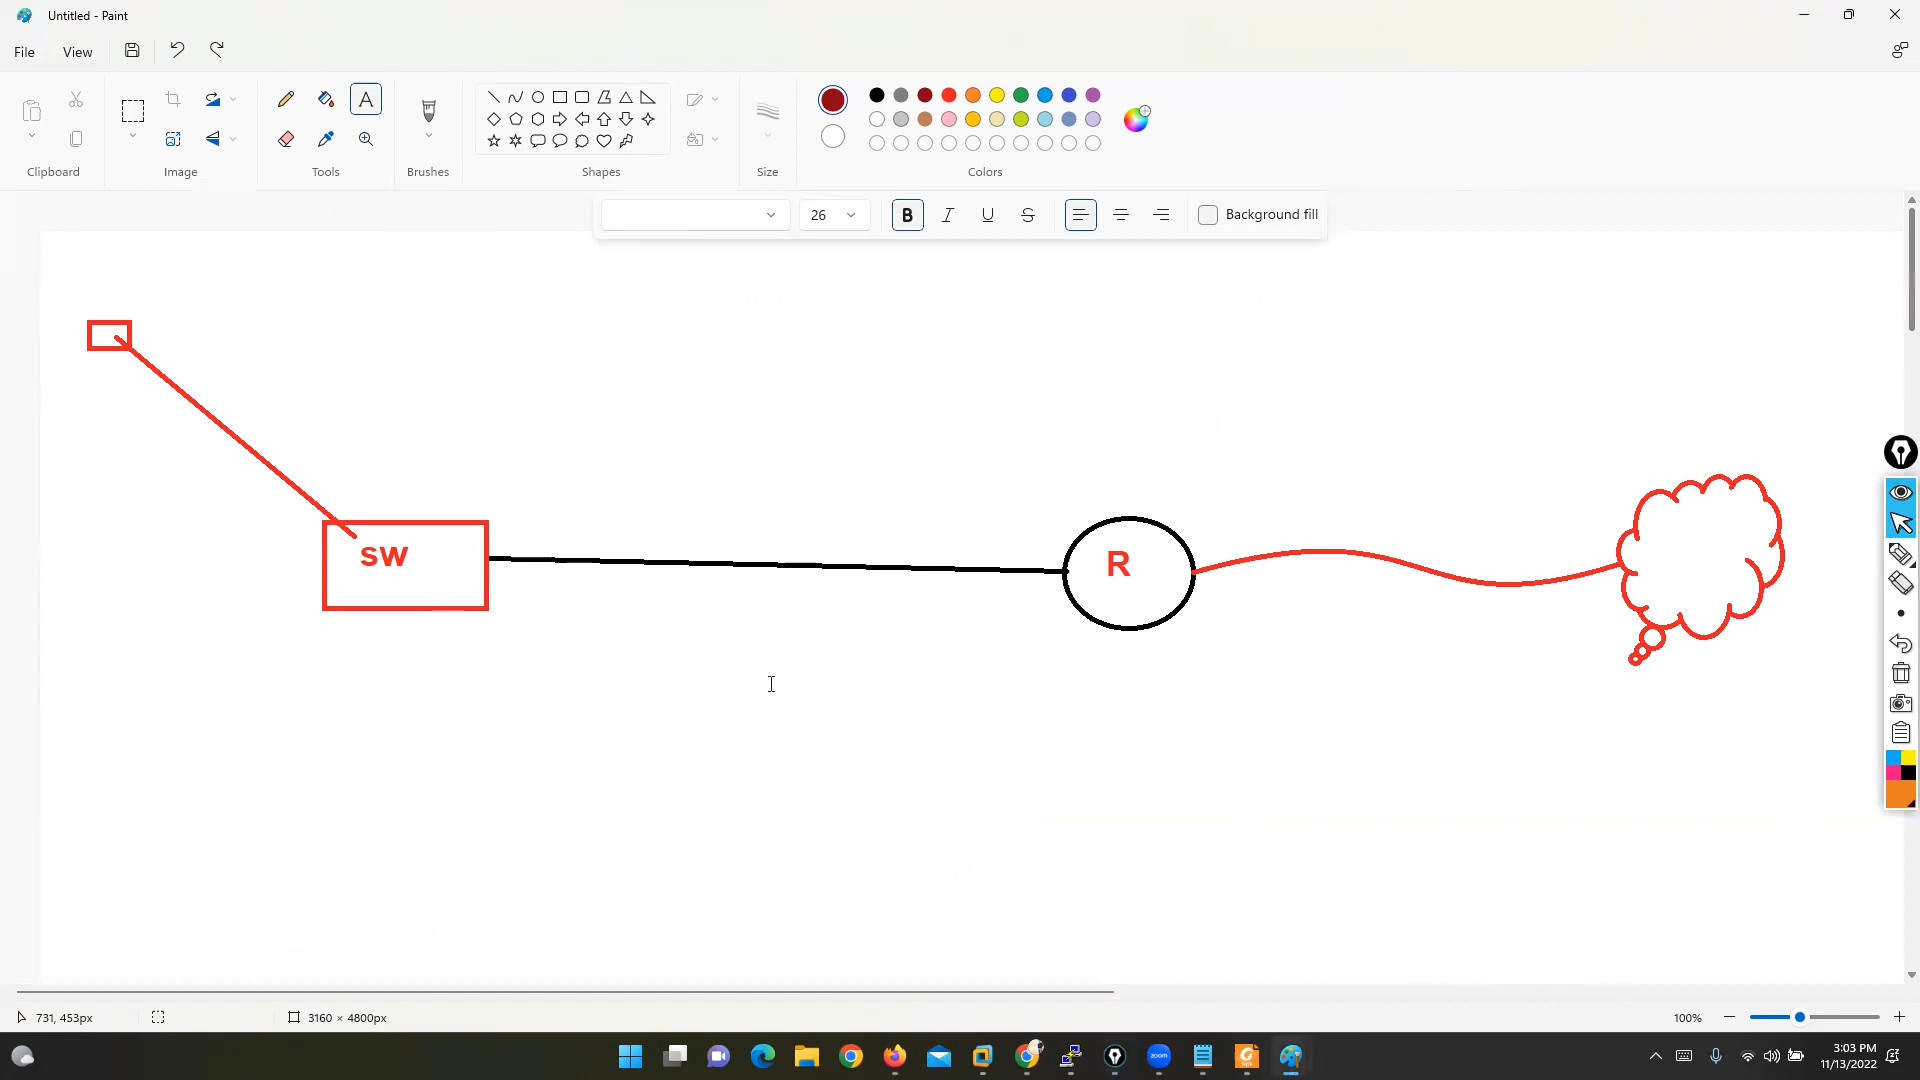 Untitled - Paint
File
View
A
Clipboard
Image
Tools
Brushes
Shapes
Size
Colors
26
B
I
U
S
Background fill
sw
R
731, 453px
3160 × 4800px
100%
zoom
3:03 PM
11/13/2022